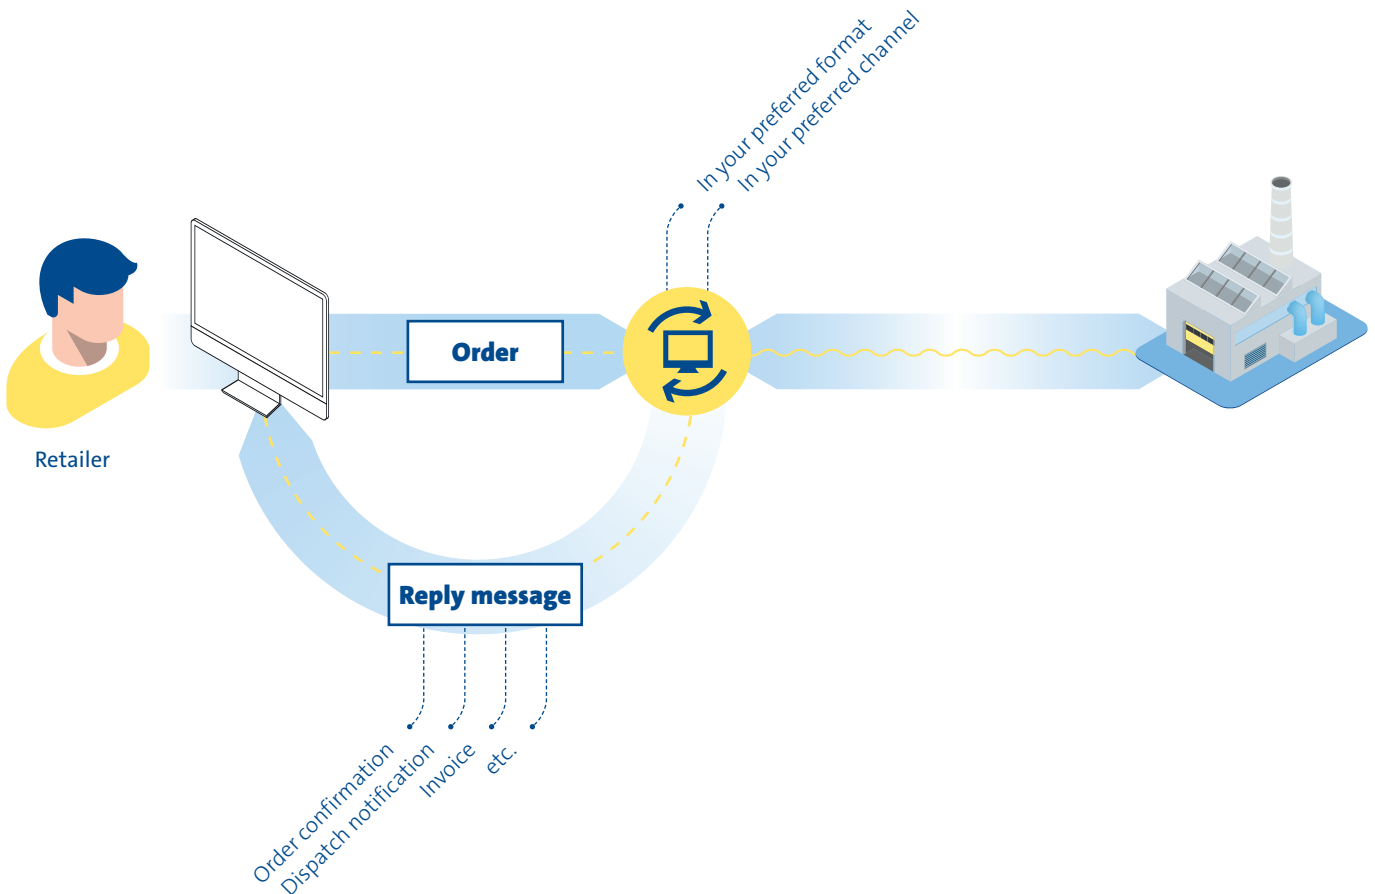 In your preferred format
In your preferred channel
Order
Retailer
Reply message
Order confirmation
Dispatch notification
Invoice
etc.